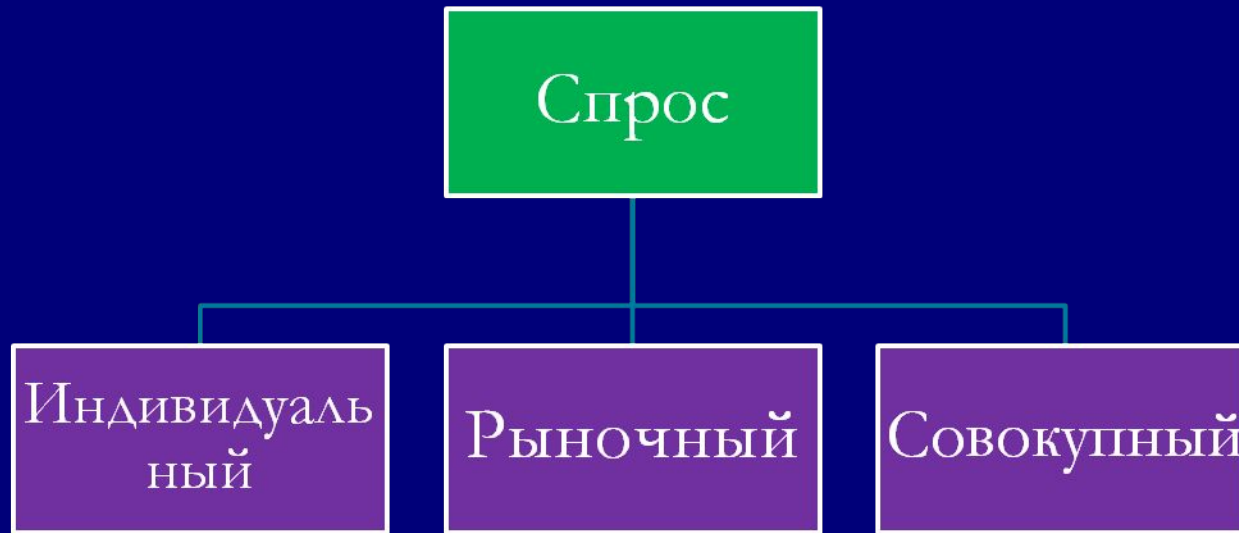 Спрос
Индивидуаль
ный
Рыночный
Совокупный